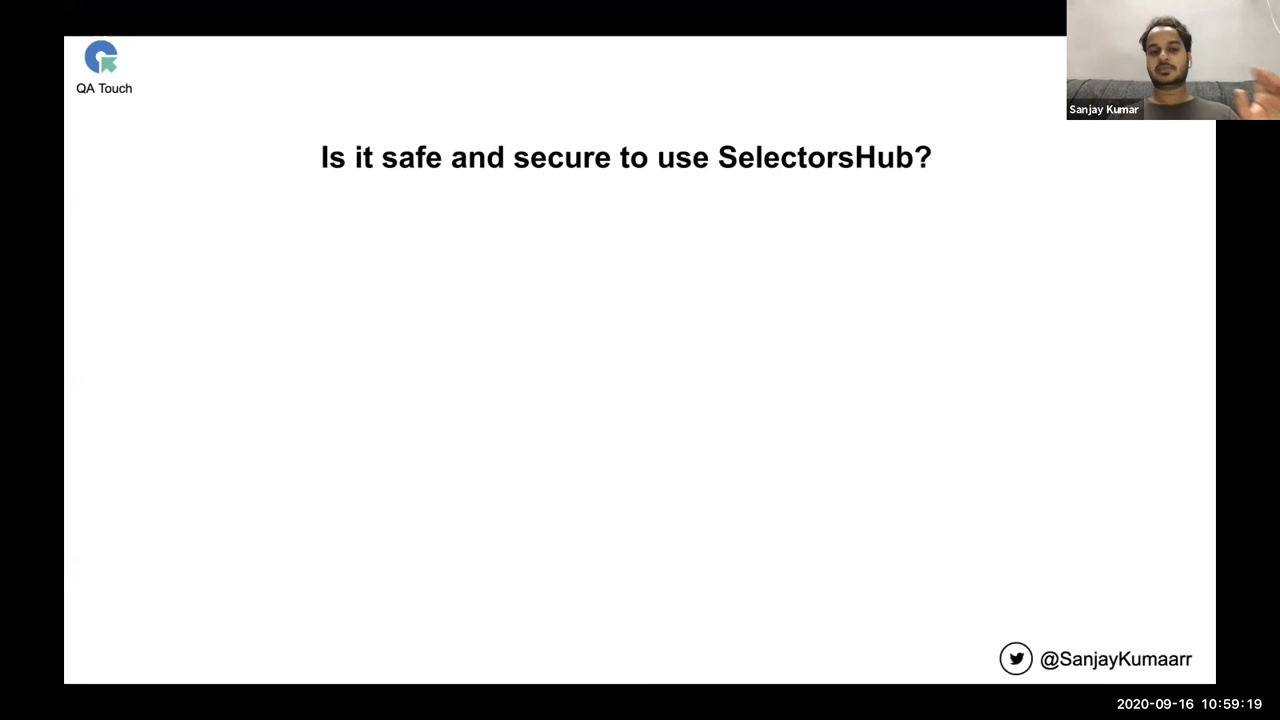 QA Touch
Sanjay Kumar
Is it safe and secure to use SelectorsHub?
@SanjayKumaarr
2020-09-16 10:59:19